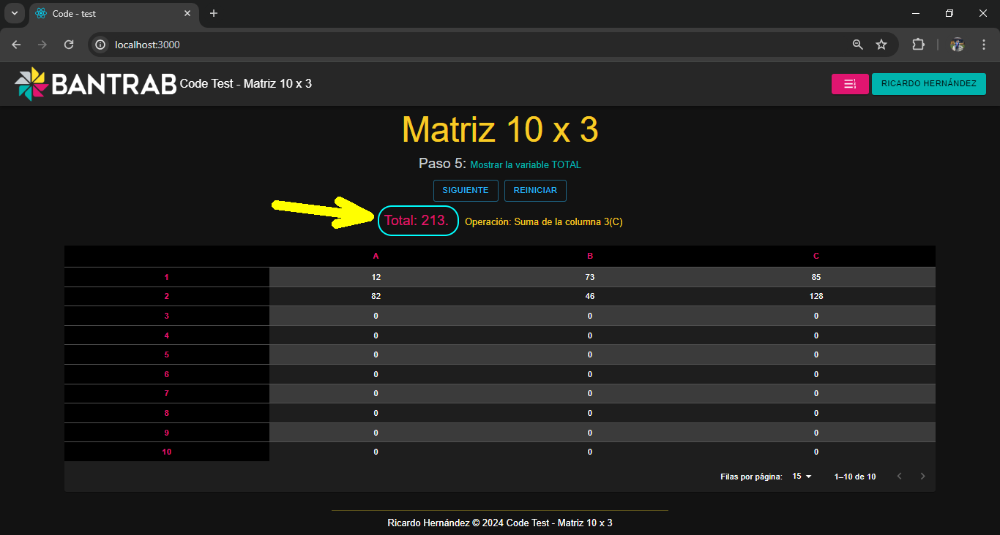 Code - test
localhost:3000
BANTRAB Code Test - Matriz 10 x 3
RICARDO HERNÁNDEZ
Matriz 10 x 3
Paso 5: Mostrar la variable TOTAL
SIGUIENTE REINICIAR
Total: 213. Operación: Suma de la columna 3(C)
A B C
1 12 73 85
2 82 46 128
3 0 0 0
4 0 0 0
5 0 0 0
6 0 0 0
7 0 0 0
8 0 0 0
9 0 0 0
10 0 0 0
Filas por página: 15 1–10 de 10
Ricardo Hernández © 2024 Code Test - Matriz 10 x 3